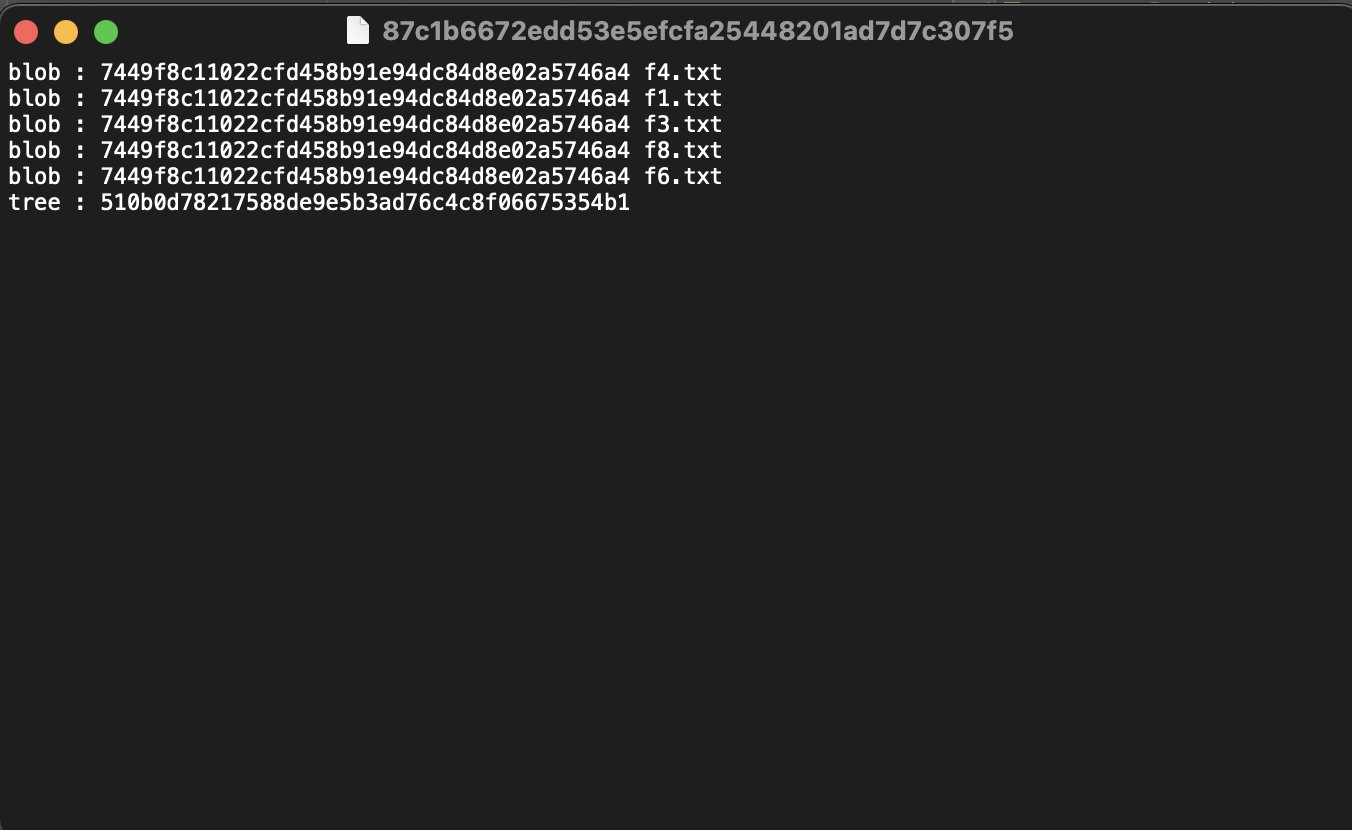 87c1b6672edd53e5efcfa25448201ad7d7c307f5
blob : 7449f8c11022cfd458b91e94dc84d8e02a5746a4 f4.txt
blob : 7449f8c11022cfd458b91e94dc84d8e02a5746a4 f1.txt
blob : 7449f8c11022cfd458b91e94dc84d8e02a5746a4 f3.txt
blob : 7449f8c11022cfd458b91e94dc84d8e02a5746a4 f8.txt
blob : 7449f8c11022cfd458b91e94dc84d8e02a5746a4 f6.txt
tree : 510b0d78217588de9e5b3ad76c4c8f06675354b1